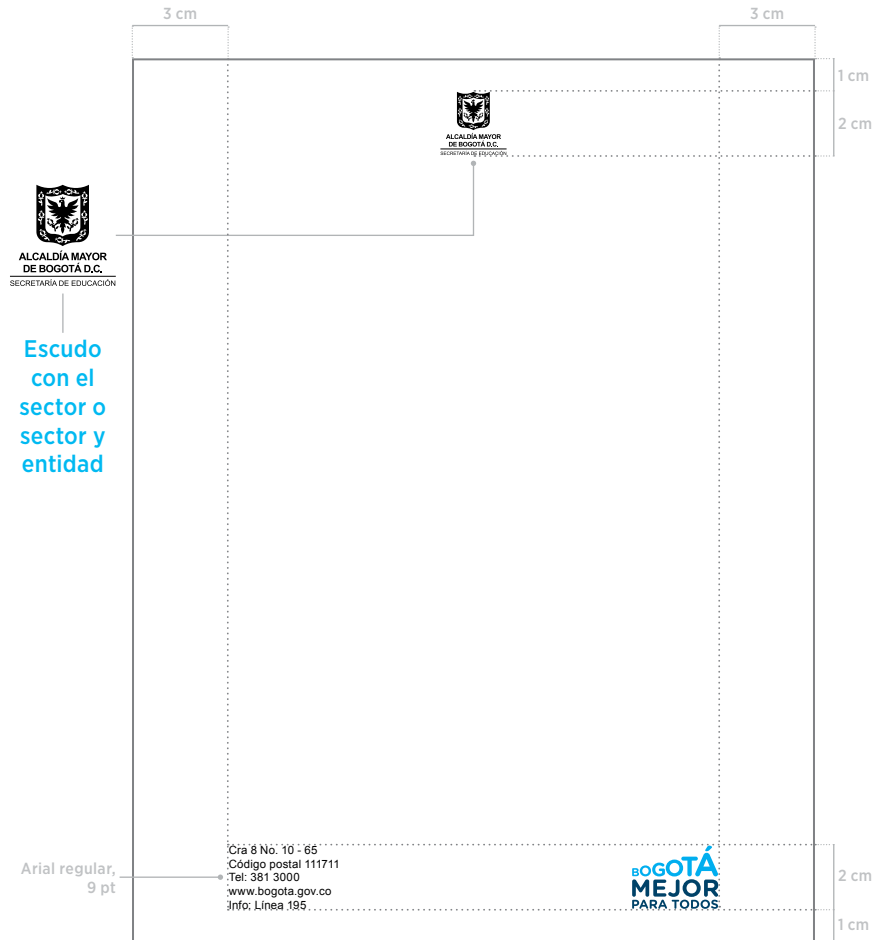 3 cm
3 cm
1 cm
2 cm
ALCALDÍA MAYOR
DE BOGOTÁ D.C.
SECRETARÍA DE EDUCACIÓN
ALCALDÍA MAYOR
DE BOGOTÁ D.C.
SECRETARÍA DE EDUCACIÓN
Escudo
con el
sector o
sector y
entidad
Cra 8 No. 10 - 65
Código postal 111711
Tel: 381 3000
www.bogota.gov.co
Info: Línea 195
Arial regular,
9 pt
BOGOTÁ
MEJOR
PARA TODOS
2 cm
1 cm